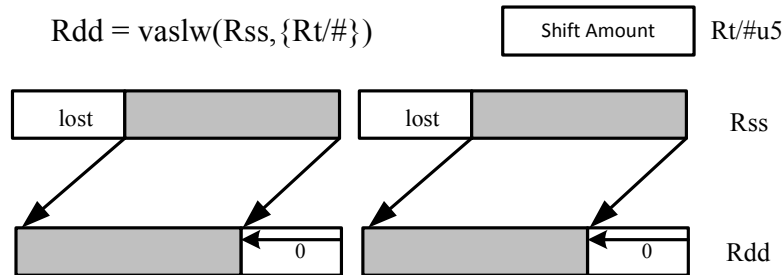 Rdd = vaslw(Rss,{Rt/#})
Shift Amount
Rt/#u5
lost
lost
Rss
0
0
Rdd